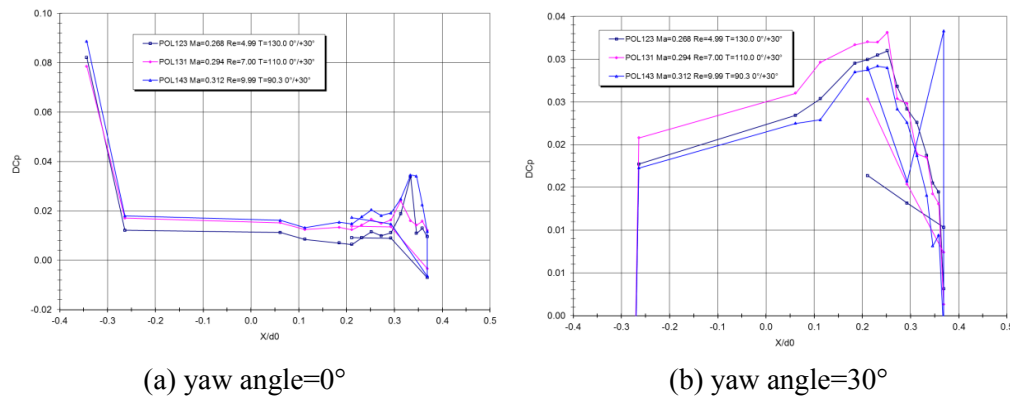 POL123 Ma=0.268 Re=4.99 T=130.0 0°/+30°
POL131 Ma=0.294 Re=7.00 T=110.0 0°/+30°
POL143 Ma=0.312 Re=9.99 T=90.3 0°/+30°
DCp
0.10
0.08
0.06
0.04
0.02
0.00
-0.02
-0.4 -0.3 -0.2 -0.1 0.0 0.1 0.2 0.3 0.4 0.5
X/d0
(a) yaw angle=0°
POL123 Ma=0.268 Re=4.99 T=130.0 0°/+30°
POL131 Ma=0.294 Re=7.00 T=110.0 0°/+30°
POL143 Ma=0.312 Re=9.99 T=90.3 0°/+30°
DCp
0.04
0.03
0.03
0.02
0.02
0.01
0.01
0.00
-0.4 -0.3 -0.2 -0.1 0.0 0.1 0.2 0.3 0.4 0.5
X/d0
(b) yaw angle=30°